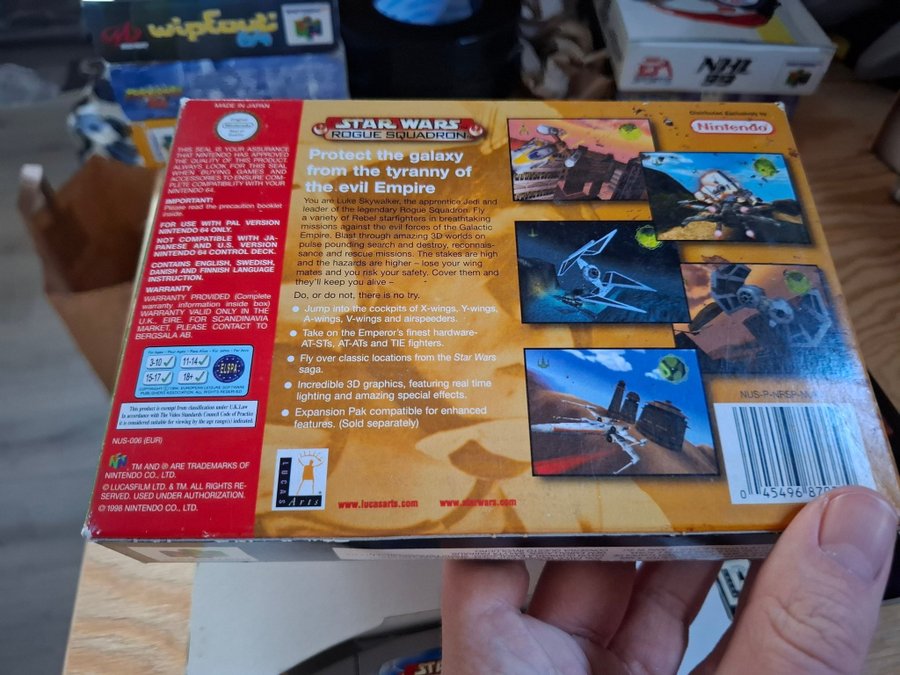 wipEout
64
EA
SPORTS
NHL
99
MADE IN JAPAN
Original
Nintendo
Seal of
Quality
THIS SEAL IS YOUR ASSURANCE
THAT NINTENDO HAS APPROVED
THE QUALITY OF THIS PRODUCT.
ALWAYS LOOK FOR THIS SEAL
WHEN BUYING GAMES AND
ACCESSORIES TO ENSURE COM-
PLETE COMPATIBILITY WITH YOUR
NINTENDO 64.
IMPORTANT!
Please read the precaution booklet
inside.
FOR USE WITH PAL VERSION
NINTENDO 64 ONLY.
NOT COMPATIBLE WITH JA-
PANESE AND U.S. VERSION
NINTENDO 64 CONTROL DECK.
CONTAINS ENGLISH, SWEDISH,
DANISH AND FINNISH LANGUAGE
INSTRUCTION.
WARRANTY
WARRANTY PROVIDED (Complete
warranty information inside box)
WARRANTY VALID ONLY IN THE
U.K. EIRE. FOR SCANDINAVIA
MARKET, PLEASE CONTACT TO
BERGSALA AB.
3-10 11-14
15-17 18+
ELSPA
This product is exempt from classification under U.K. Law
In accordance with The Video Standards Council Code of Practice
it is considered suitable for viewing by the age range(s) indicated.
NUS-006 (EUR)
, TM AND ® ARE TRADEMARKS OF
NINTENDO CO., LTD.
© LUCASFILM LTD. & TM. ALL RIGHTS RE-
SERVED. USED UNDER AUTHORIZATION.
© 1998 NINTENDO CO., LTD.
STAR WARS
ROGUE SQUADRON
Protect the galaxy
from the tyranny of
the evil Empire
You are Luke Skywalker, the apprentice Jedi and
leader of the legendary Rogue Squadron. Fly
a variety of Rebel starfighters in breathtaking
missions against the evil forces of the Galactic
Empire. Blast through amazing 3D worlds on
pulse pounding search and destroy, reconnais-
sance and rescue missions. The stakes are high
and the hazards are higher – lose your wing
mates and you risk your safety. Cover them and
they'll keep you alive –
Do, or do not, there is no try.
● Jump into the cockpits of X-wings, Y-wings,
A-wings, V-wings and airspeeders.
● Take on the Emperor's finest hardware-
AT-STs, AT-ATs and TIE fighters.
● Fly over classic locations from the Star Wars
saga.
● Incredible 3D graphics, featuring real time
lighting and amazing special effects.
● Expansion Pak compatible for enhanced
features. (Sold separately)
LUCAS
Arts
www.lucasarts.com www.starwars.com
Distributed Exclusively by
Nintendo
NUS-P-NRSP-
0 45496 870